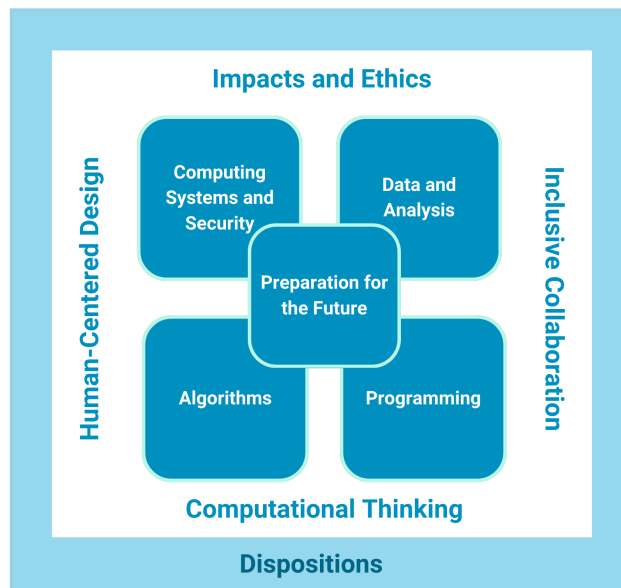 Impacts and Ethics
Human-Centered Design
Computing
Systems and
Security
Data and
Analysis
Inclusive Collaboration
Preparation for
the Future
Algorithms
Programming
Computational Thinking
Dispositions